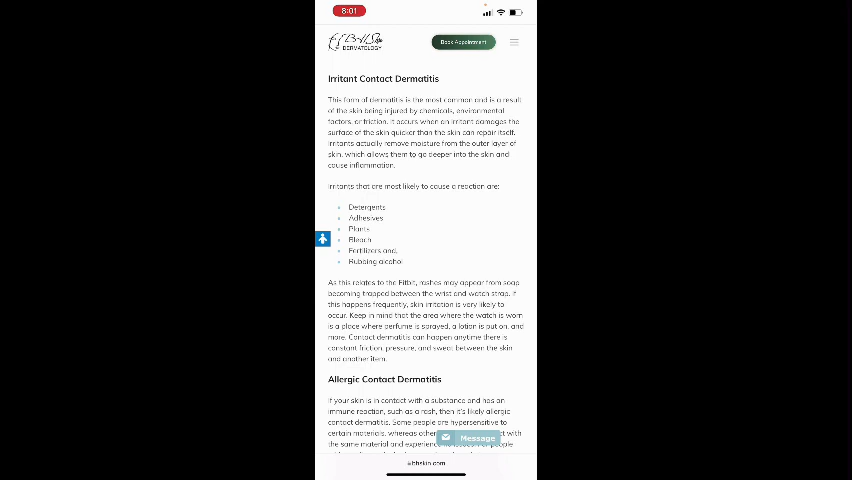 8:01
BHSkin
DERMATOLOGY
Book Appointment
Irritant Contact Dermatitis
This form of dermatitis is the most common and is a result
of the skin being injured by chemicals, environmental
factors, or friction. It occurs when an irritant damages the
surface of the skin quicker than the skin can repair itself.
Irritants actually remove moisture from the outer layer of
skin, which allows them to go deeper into the skin and
cause inflammation.
Irritants that are most likely to cause a reaction are:
Detergents
Adhesives
Plants
Bleach
Fertilizers and,
Rubbing alcohol
As this relates to the Fitbit, rashes may appear from soap
becoming trapped between the wrist and watch strap. If
this happens frequently, skin irritation is very likely to
occur. Keep in mind that the area where the watch is worn
is a place where perfume is sprayed, a lotion is put on, and
more. Contact dermatitis can happen anytime there is
constant friction, pressure, and sweat between the skin
and another item.
Allergic Contact Dermatitis
If your skin is in contact with a substance and has an
immune reaction, such as a rash, then it's likely allergic
contact dermatitis. Some people are hypersensitive to
certain materials, whereas other
Message
the same material and experience
bhskin.com